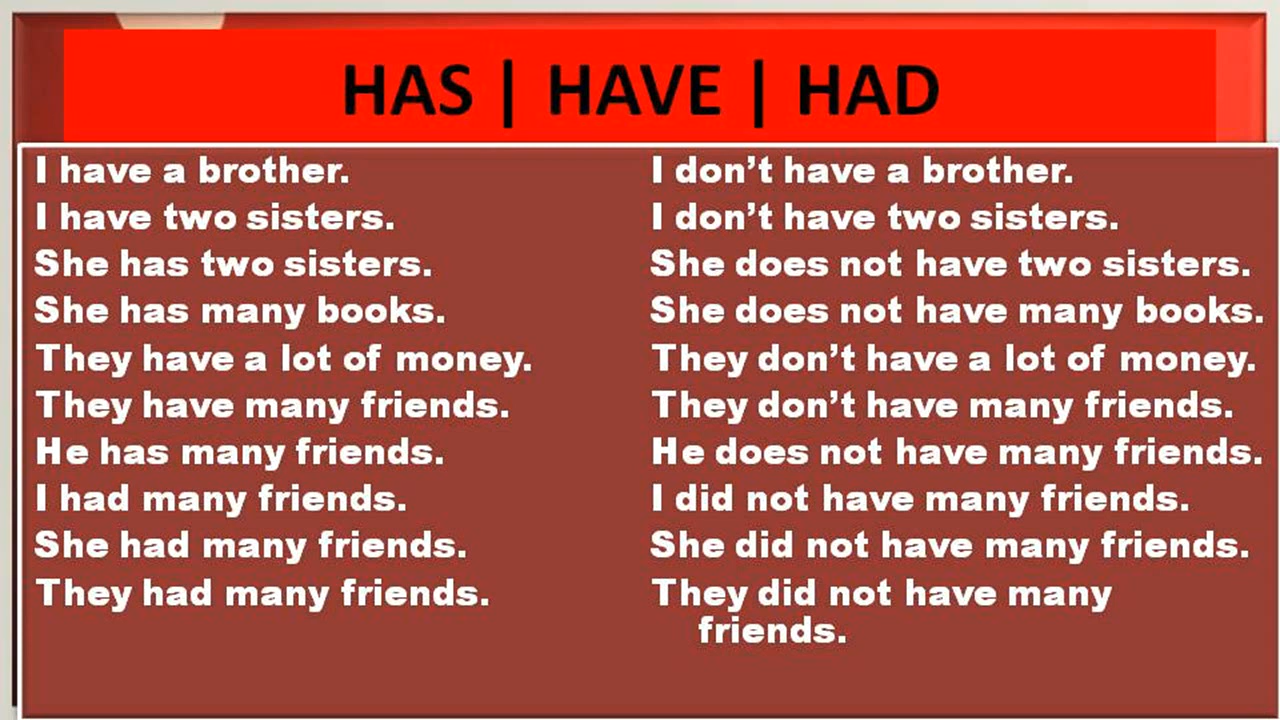 HAS | HAVE | HAD
I have a brother.
I have two sisters.
She has two sisters.
She has many books.
They have a lot of money.
They have many friends.
He has many friends.
I had many friends.
She had many friends.
They had many friends.
I don't have a brother.
I don't have two sisters.
She does not have two sisters.
She does not have many books.
They don't have a lot of money.
They don't have many friends.
He does not have many friends.
I did not have many friends.
She did not have many friends.
They did not have many
friends.